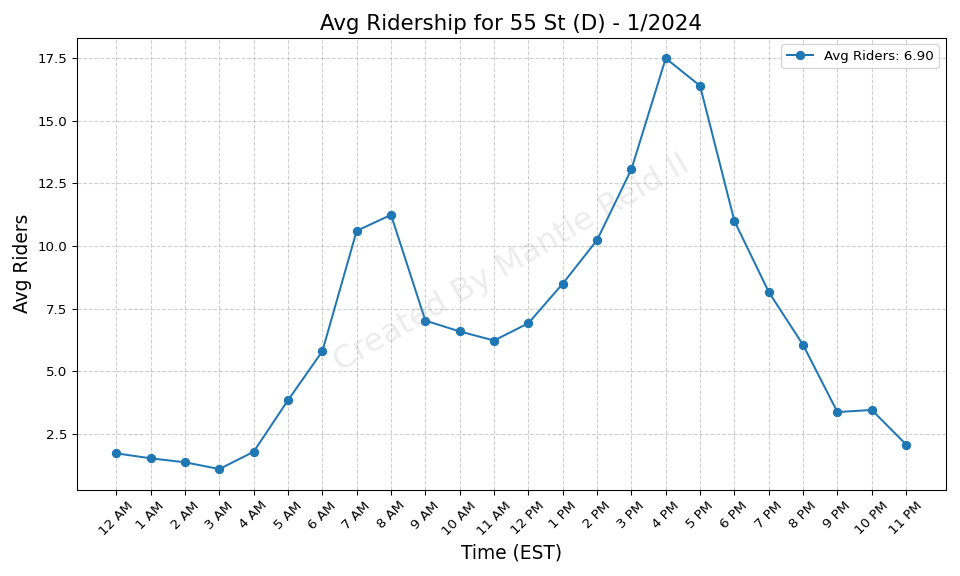 Avg Ridership for 55 St (D) - 1/2024
Avg Riders: 6.90
17.5
15.0
12.5
10.0
7.5
5.0
2.5
Avg Riders
Created By Mantie Reid II
12 AM
1 AM
2 AM
3 AM
4 AM
5 AM
6 AM
7 AM
8 AM
9 AM
10 AM
11 AM
12 PM
1 PM
2 PM
3 PM
4 PM
5 PM
6 PM
7 PM
8 PM
9 PM
10 PM
11 PM
Time (EST)